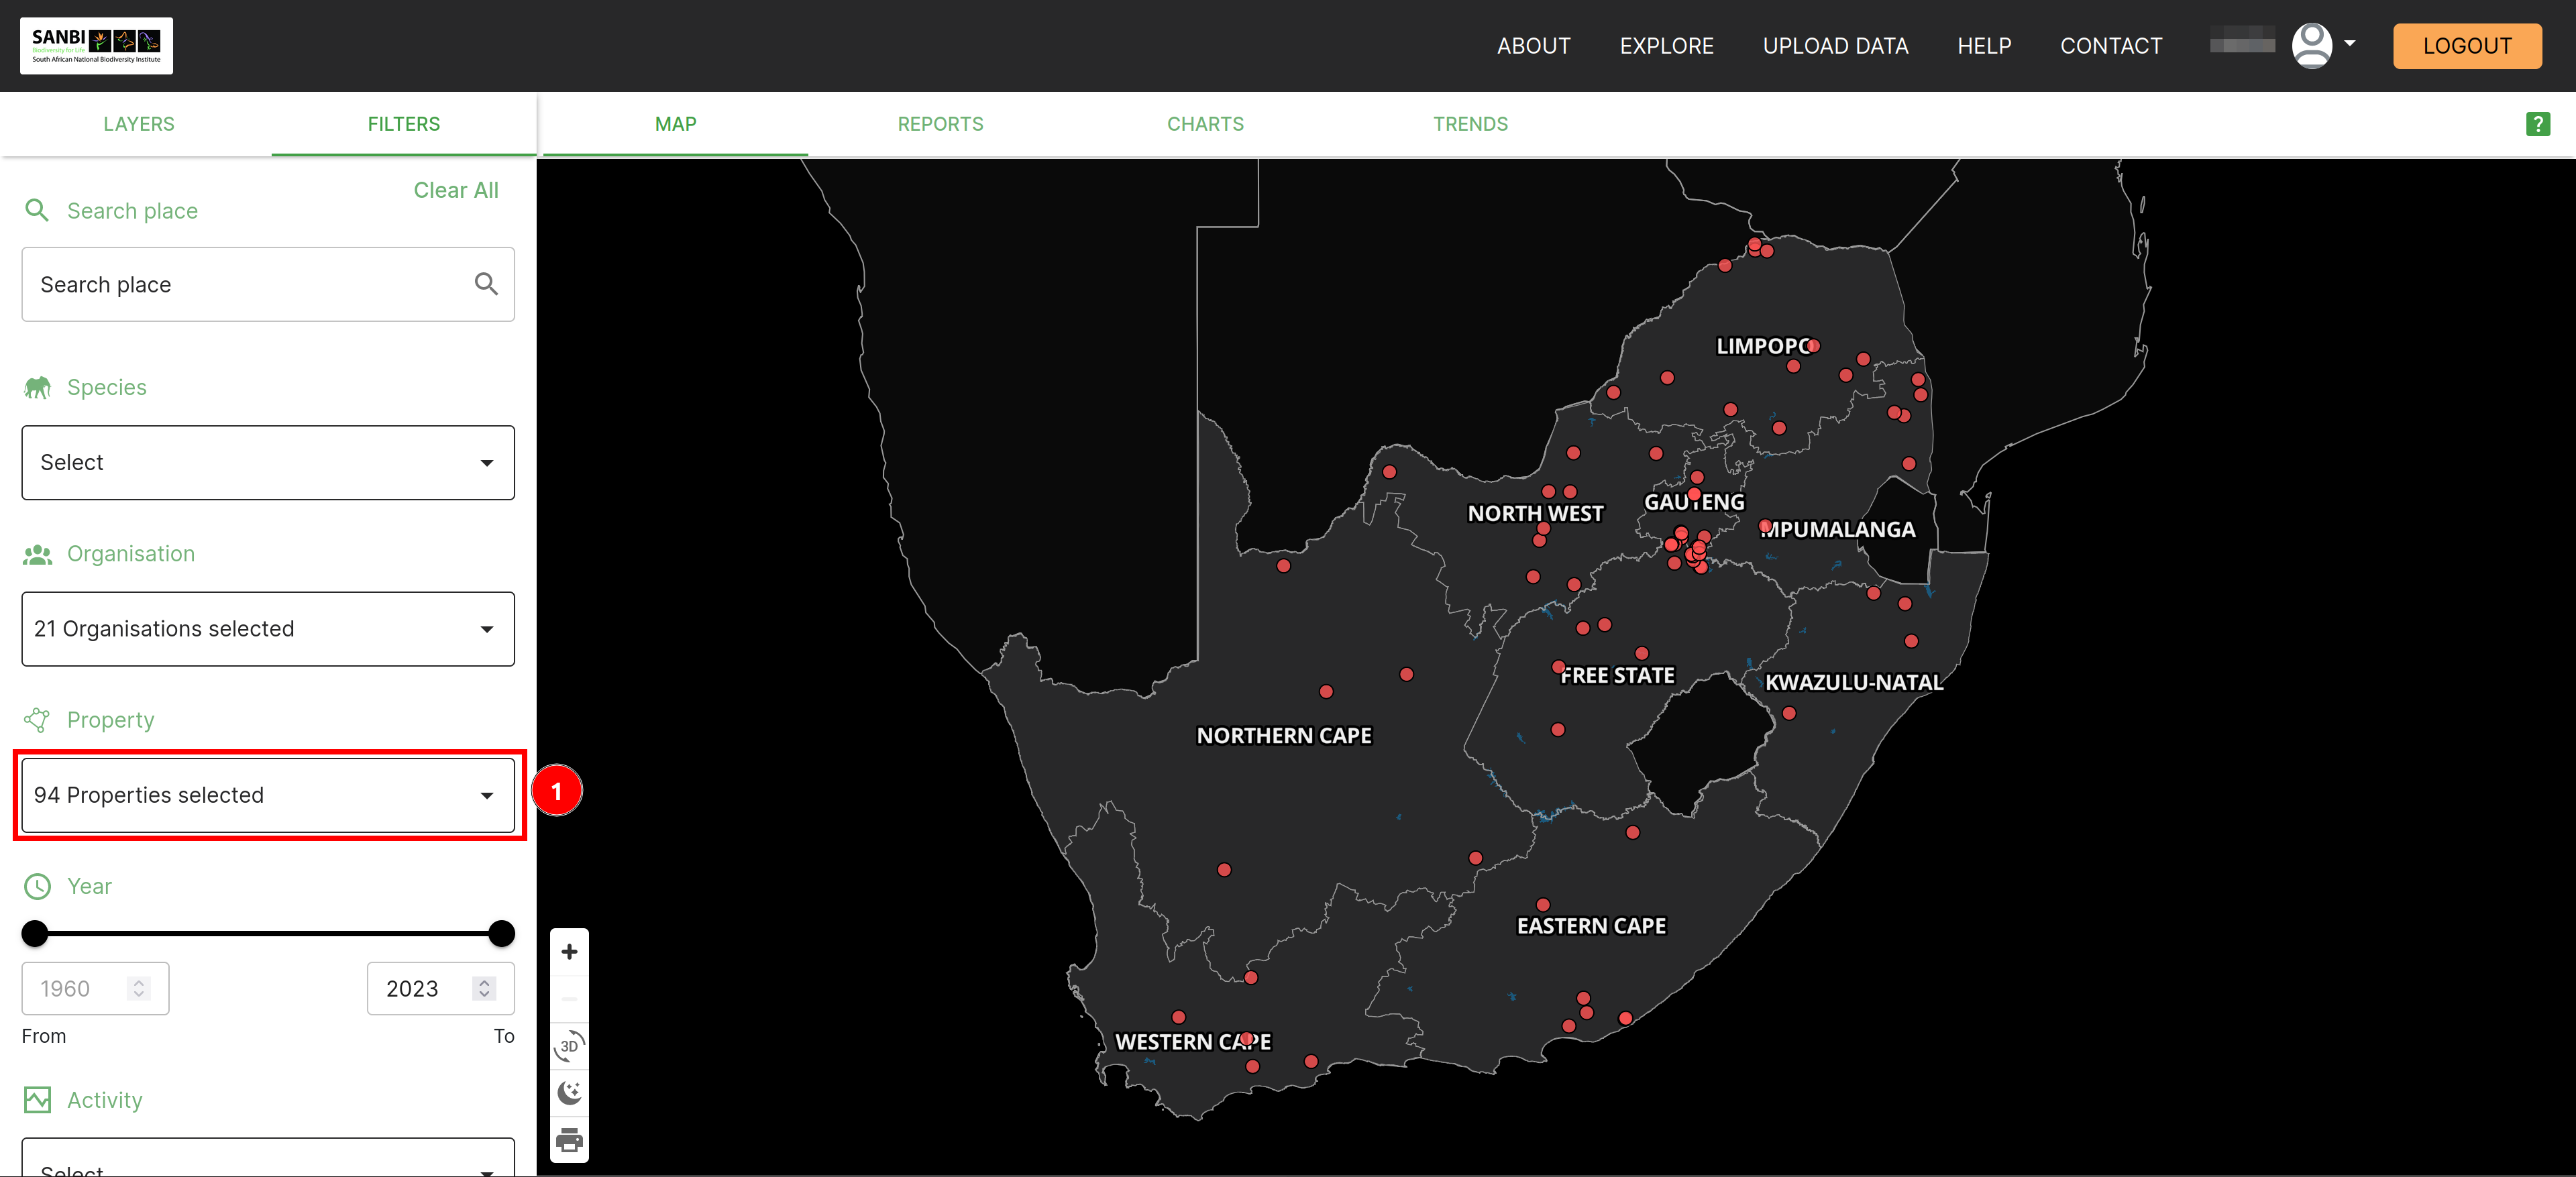 SANBI
Biodiversity for Life
South African National Biodiversity Institute
ABOUT
EXPLORE
UPLOAD DATA
HELP
CONTACT
LOGOUT
LAYERS
FILTERS
MAP
REPORTS
CHARTS
TRENDS
?
Clear All
Search place
Search place
Species
Select
Organisation
21 Organisations selected
Property
94 Properties selected
1
Year
1960
2023
From
To
Activity
Select
3D
LIMPOPO
NORTH WEST
GAUTENG
MPUMALANGA
FREE STATE
KWAZULU-NATAL
NORTHERN CAPE
EASTERN CAPE
WESTERN CAPE